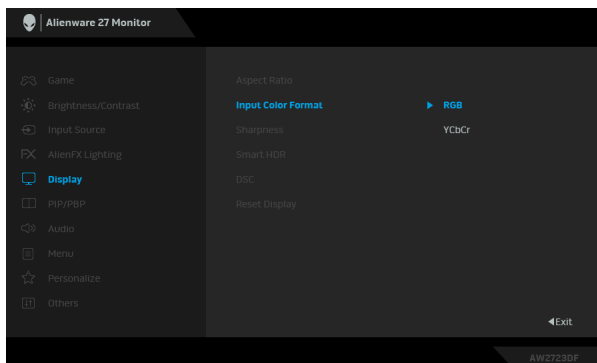 Alienware 27 Monitor
Game
Brightness/Contrast
Input Source
FX AlienFX Lighting
Display
PIP/PBP
Audio
Menu
Personalize
Others
Aspect Ratio
Input Color Format
Sharpness
Smart HDR
DSC
Reset Display
RGB
YCbCr
Exit
AW2723DF